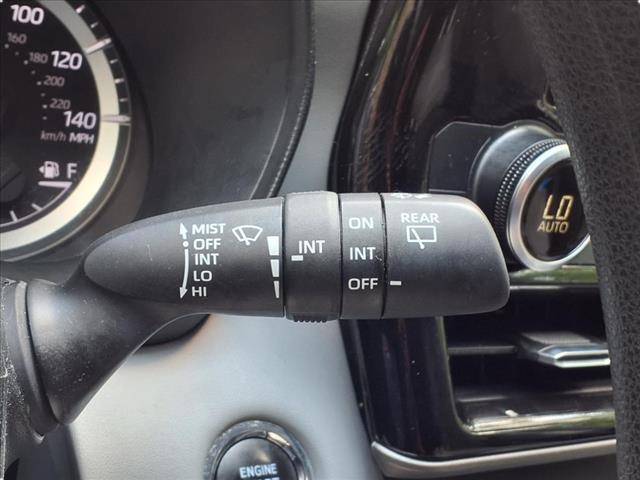 100
160
180
120
200
220
140
km/h MPH
F
MIST
OFF
INT
LO
HI
INT
ON
INT
OFF
REAR
LO
AUTO
ENGINE